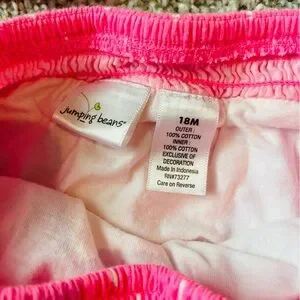 jumping beans®
18M
OUTER:
100% COTTON
INNER:
100% COTTON
EXCLUSIVE OF
DECORATION
Made in Indonesia
RN#73277
Care on Reverse